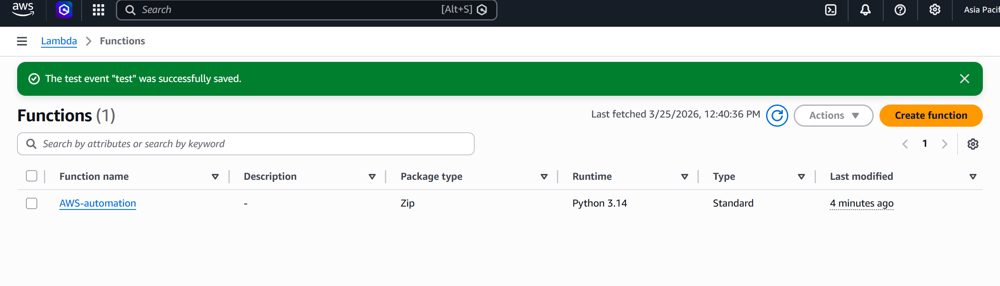 aws
Search [Alt+S]
Asia Pacif
Lambda Functions
The test event "test" was successfully saved.
Functions (1)
Last fetched 3/25/2026, 12:40:36 PM
Actions
Create function
Search by attributes or search by keyword
1
Function name Description Package type Runtime Type Last modified
AWS-automation - Zip Python 3.14 Standard 4 minutes ago